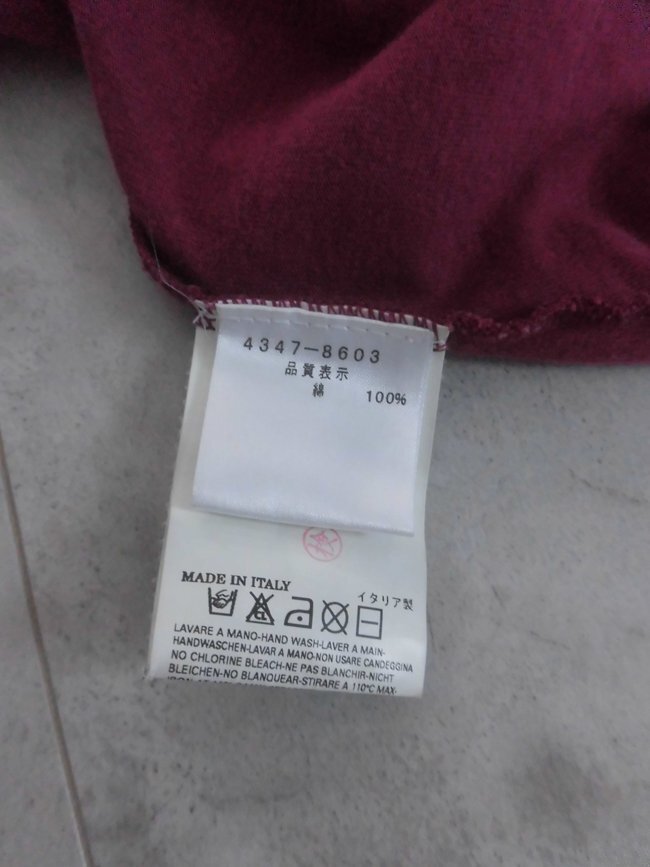 4347-8603
品質表示
綿 100%
MADE IN ITALY
イタリア製
LAVARE A MANO-HAND WASH-LAVER A MAIN-
HANDWASCHEN-LAVAR A MANO-NON USARE CANDEGGINA
NO CHLORINE BLEACH-NE PAS BLANCHIR-NICHT
BLEICHEN-NO BLANQUEAR-STIRARE A 110°C MAX-